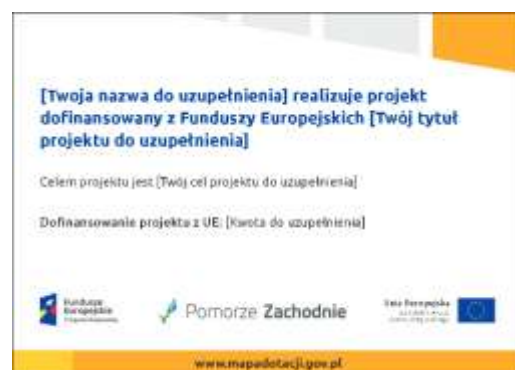 [Twoja nazwa do uzupełnienia] realizuje projekt
dofinansowany z Funduszy Europejskich [Twój tytuł
projektu do uzupełnienia]
Celem projektu jest [Twój cel projektu do uzupełnienia]
Dofinansowanie projektu z UE: [Kwota do uzupełnienia]
Fundusze
Europejskie
Pomorze Zachodnie
Unia Europejska
www.mapadotacji.gov.pl